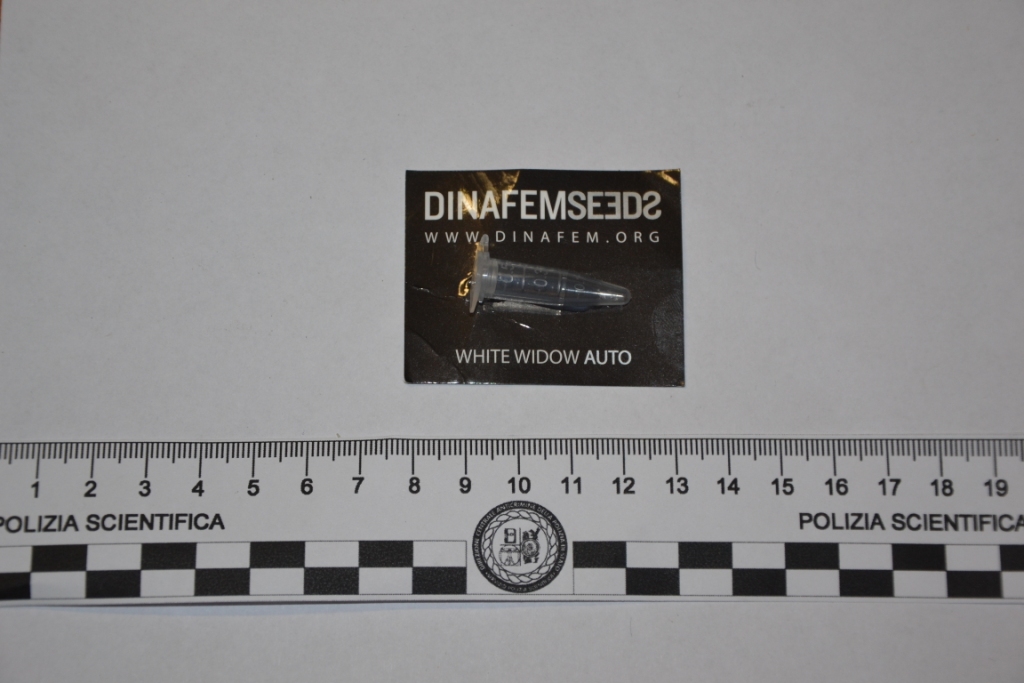 DINAFEMSEEDS
WWW.DINAFEM.ORG
WHITE WIDOW AUTO
1 2 3 4 5 6 7 8 9 10 11 12 13 14 15 16 17 18 19
POLIZIA SCIENTIFICA POLIZIA SCIENTIFICA